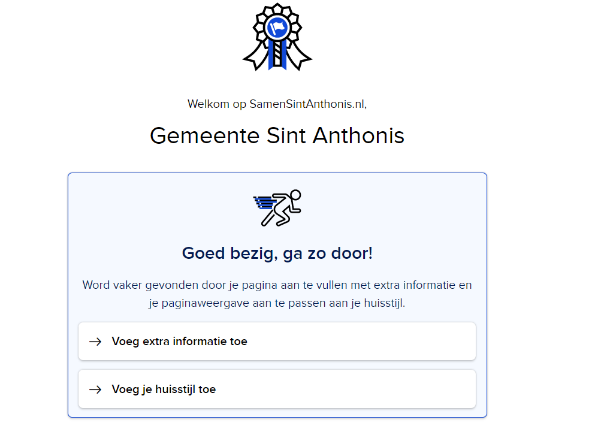 Welkom op SamenSintAnthonis.nl,
Gemeente Sint Anthonis
Goed bezig, ga zo door!
Word vaker gevonden door je pagina aan te vullen met extra informatie en
je paginaweergave aan te passen aan je huisstijl.
Voeg extra informatie toe
Voeg je huisstijl toe